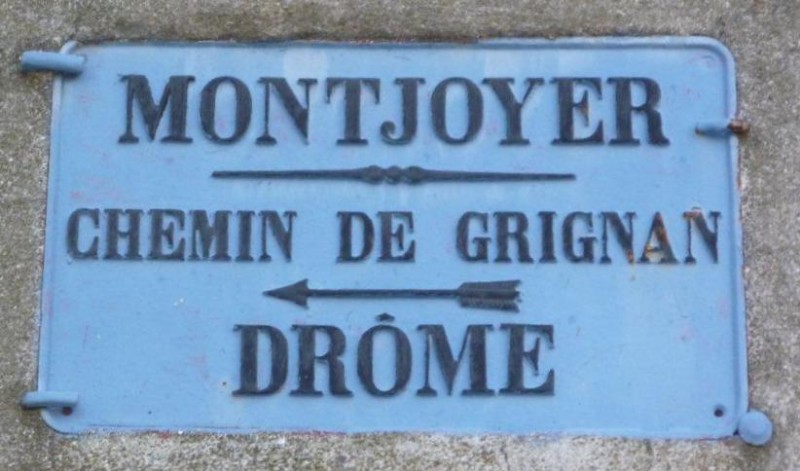 MONTJOYER
CHEMIN DE GRIGNAN
DRÔME